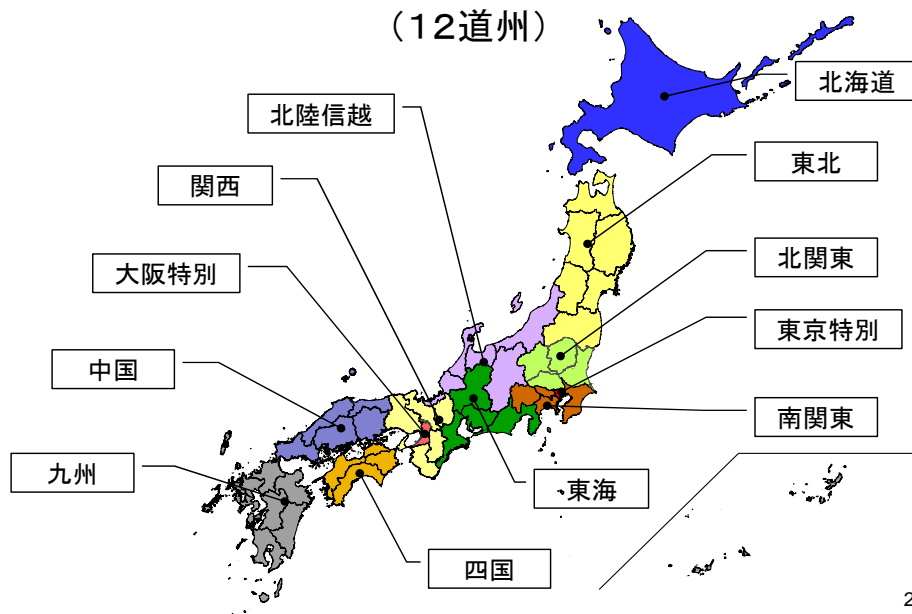 （12道州）
北海道
北陸信越
東北
関西
北関東
大阪特別
東京特別
中国
南関東
九州
東海
四国
2